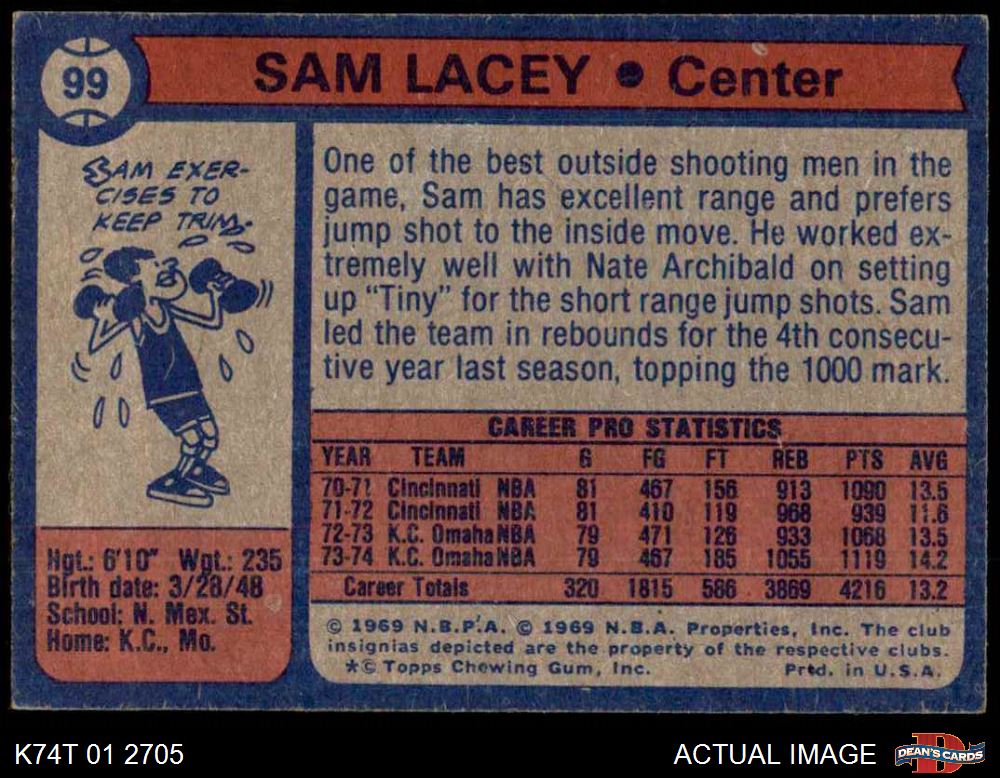 99
SAM LACEY • Center
SAM EXER-
CISES TO
KEEP TRIM.
One of the best outside shooting men in the
game, Sam has excellent range and prefers
jump shot to the inside move. He worked ex-
tremely well with Nate Archibald on setting
up "Tiny" for the short range jump shots. Sam
led the team in rebounds for the 4th consecu-
tive year last season, topping the 1000 mark.
CAREER PRO STATISTICS
YEAR TEAM G FG FT REB PTS AVG
70-71 Cincinnati NBA 81 467 156 913 1090 13.5
71-72 Cincinnati NBA 81 410 119 968 939 11.6
72-73 K.C. Omaha NBA 79 471 126 933 1068 13.5
73-74 K.C. Omaha NBA 79 467 185 1055 1119 14.2
Career Totals 320 1815 586 3869 4216 13.2
Hgt.: 6'10" Wgt.: 235
Birth date: 3/28/48
School: N. Mex. St.
Home: K.C., Mo.
© 1969 N.B.P.A. © 1969 N.B.A. Properties, Inc. The club
insignias depicted are the property of the respective clubs.
*© Topps Chewing Gum, Inc. Prtd. in U.S.A.
K74T 01 2705
ACTUAL IMAGE
D
DEAN'S CARDS